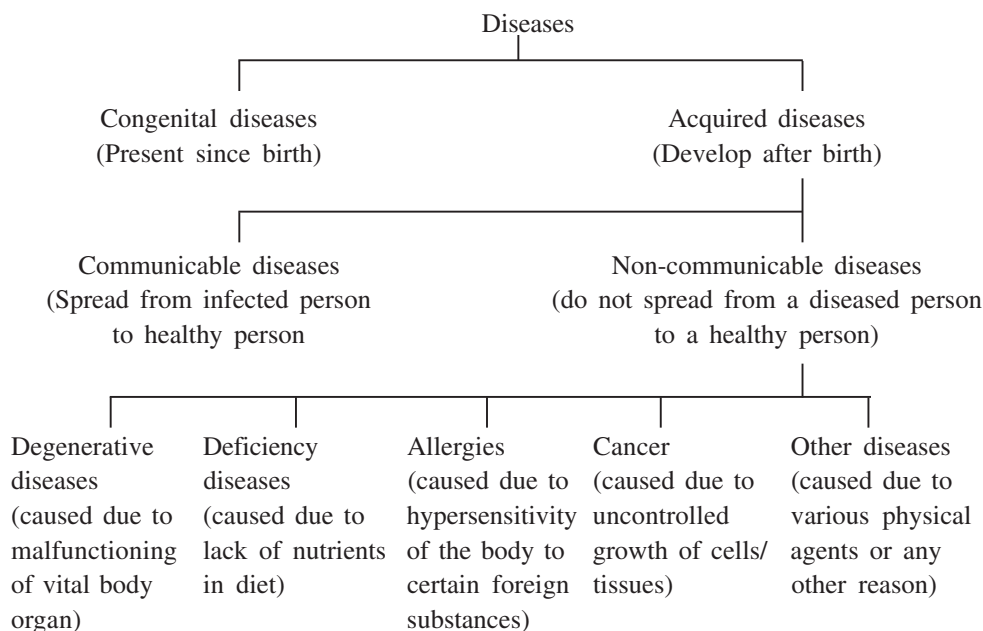 Diseases
Congenital diseases
(Present since birth)
Acquired diseases
(Develop after birth)
Communicable diseases
(Spread from infected person
to healthy person
Non-communicable diseases
(do not spread from a diseased person
to a healthy person)
Degenerative
diseases
(caused due to
malfunctioning
of vital body
organ)
Deficiency
diseases
(caused due to
lack of nutrients
in diet)
Allergies
(caused due to
hypersensitivity
of the body to
certain foreign
substances)
Cancer
(caused due to
uncontrolled
growth of cells/
tissues)
Other diseases
(caused due to
various physical
agents or any
other reason)